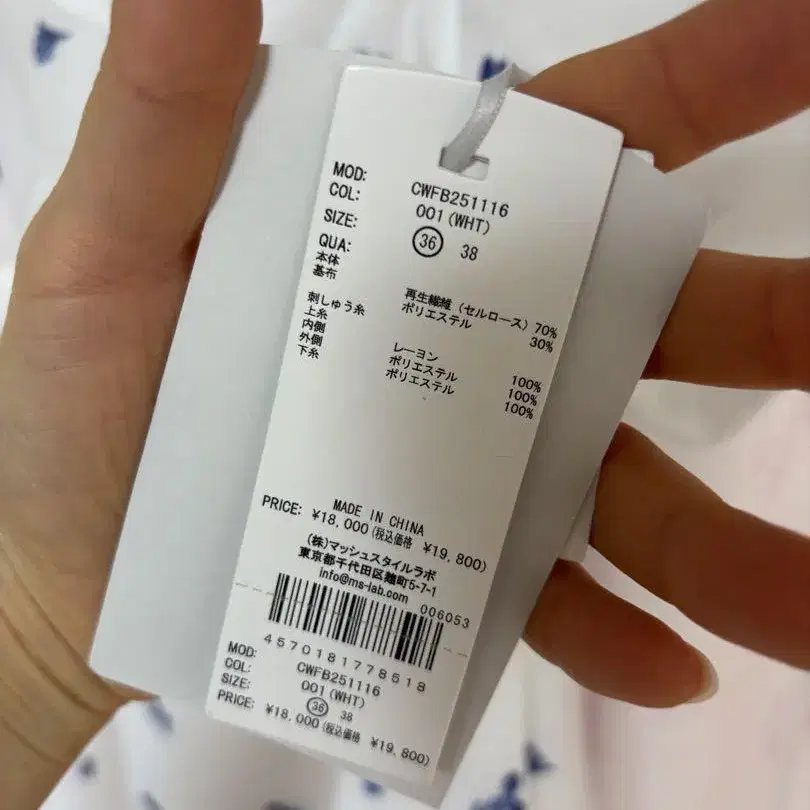 MOD: CWFB251116
COL: 001(WHT)
SIZE: 36 38
QUA:
本体
基布 再生繊維(セルロース) 70%
ポリエステル 30%
刺しゅう糸
上糸
内側 レーヨン 100%
外側 ポリエステル 100%
下糸 ポリエステル 100%
MADE IN CHINA
PRICE: ¥18,000(税込価格 ¥19,800)
(株)マッシュスタイルラボ
東京都千代田区麹町5-7-1
info@ms-lab.com
006053
4570181778518
MOD: CWFB251116
COL: 001(WHT)
SIZE: 36 38
PRICE: ¥18,000(税込価格 ¥19,800)